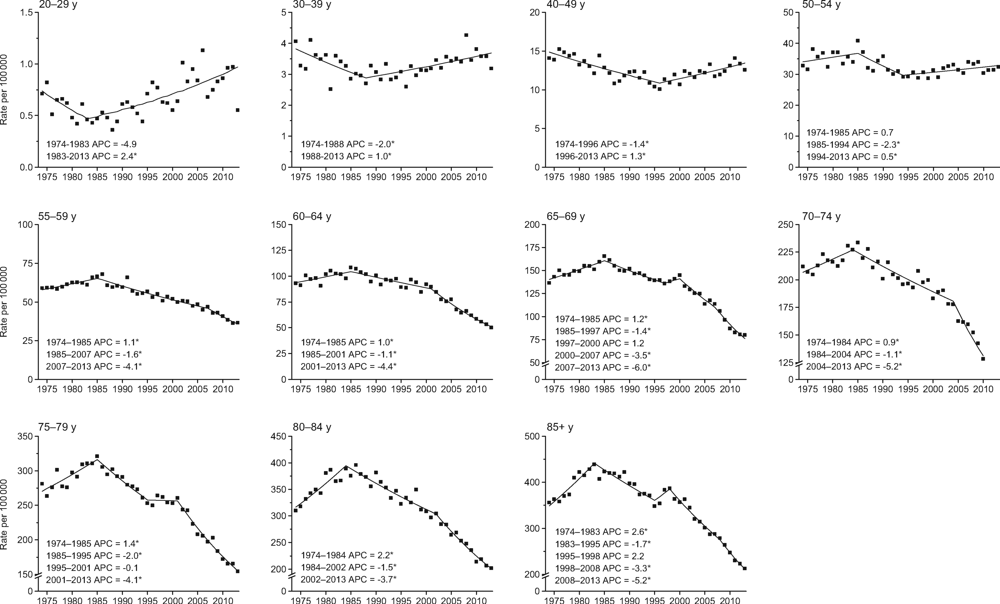 20–29 y
Rate per 100 000
1.5
1.0
0.5
0.0
1974-1983 APC = -4.9
1983-2013 APC = 2.4*
1975 1980 1985 1990 1995 2000 2005 2010
30–39 y
5
4
3
2
1
0
1974-1988 APC = -2.0*
1988-2013 APC = 1.0*
1975 1980 1985 1990 1995 2000 2005 2010
40–49 y
20
15
10
5
0
1974-1996 APC = -1.4*
1996-2013 APC = 1.3*
1975 1980 1985 1990 1995 2000 2005 2010
50–54 y
50
40
30
20
10
0
1974-1985 APC = 0.7
1985-1994 APC = -2.3*
1994-2013 APC = 0.5*
1975 1980 1985 1990 1995 2000 2005 2010
55–59 y
Rate per 100 000
100
75
50
25
0
1974–1985 APC = 1.1*
1985–2007 APC = -1.6*
2007–2013 APC = -4.1*
1975 1980 1985 1990 1995 2000 2005 2010
60–64 y
150
125
100
75
50
25
0
1974–1985 APC = 1.0*
1985–2001 APC = -1.1*
2001–2013 APC = -4.4*
1975 1980 1985 1990 1995 2000 2005 2010
65–69 y
200
175
150
125
100
75
50
0
1974–1985 APC = 1.2*
1985–1997 APC = -1.4*
1997–2000 APC = 1.2
2000–2007 APC = -3.5*
2007–2013 APC = -6.0*
1975 1980 1985 1990 1995 2000 2005 2010
70–74 y
250
225
200
175
150
125
0
1974–1984 APC = 0.9*
1984–2004 APC = -1.1*
2004–2013 APC = -5.2*
1975 1980 1985 1990 1995 2000 2005 2010
75–79 y
Rate per 100 000
350
300
250
200
150
0
1974–1985 APC = 1.4*
1985–1995 APC = -2.0*
1995–2001 APC = -0.1
2001–2013 APC = -4.1*
1975 1980 1985 1990 1995 2000 2005 2010
80–84 y
450
400
350
300
250
200
0
1974–1984 APC = 2.2*
1984–2002 APC = -1.5*
2002–2013 APC = -3.7*
1975 1980 1985 1990 1995 2000 2005 2010
85+ y
500
400
300
200
0
1974–1983 APC = 2.6*
1983–1995 APC = -1.7*
1995–1998 APC = 2.2
1998–2008 APC = -3.3*
2008–2013 APC = -5.2*
1975 1980 1985 1990 1995 2000 2005 2010